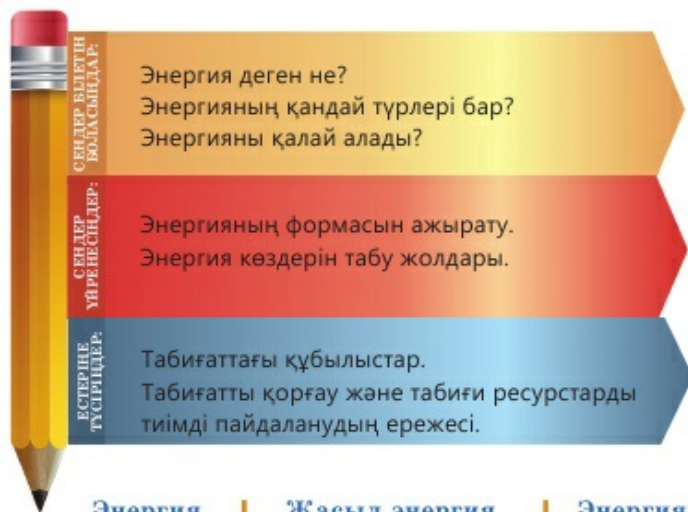 СЕНДЕР БІЛЕТІН
БОЛАСЫҢДАР:
Энергия деген не?
Энергияның қандай түрлері бар?
Энергияны қалай алады?
СЕНДЕР
ҮЙРЕНЕСІҢДЕР:
Энергияның формасын ажырату.
Энергия көздерін табу жолдары.
ЕСТЕРІҢЕ
ТҮСІРІҢДЕР:
Табиғаттағы құбылыстар.
Табиғатты қорғау және табиғи ресурстарды
тиімді пайдаланудың ережесі.
Энергия | Жасыл энергия | Энергия